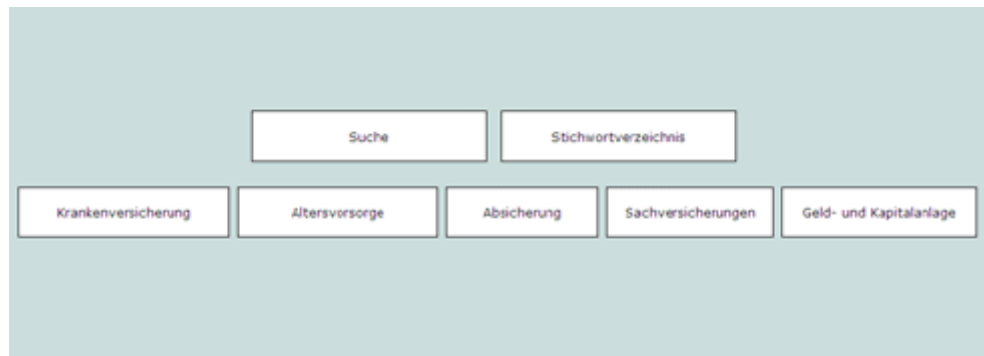 Suche Stichwortverzeichnis
Krankenversicherung Altersvorsorge Absicherung Sachversicherungen Geld- und Kapitalanlage